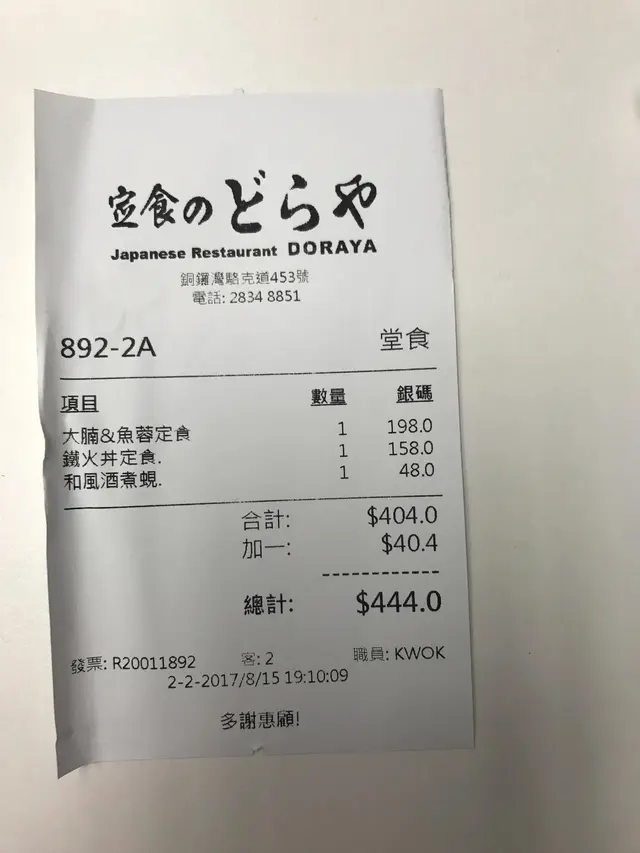 定食のどらや
Japanese Restaurant DORAYA
銅鑼灣駱克道453號
電話: 2834 8851
892-2A 堂食
項目 數量 銀碼
大腩&魚蓉定食 1 198.0
鐵火丼定食. 1 158.0
和風酒煮蜆. 1 48.0
合計: $404.0
加一: $40.4
------------
總計: $444.0
發票: R20011892 客: 2 職員: KWOK
2-2-2017/8/15 19:10:09
多謝惠顧!